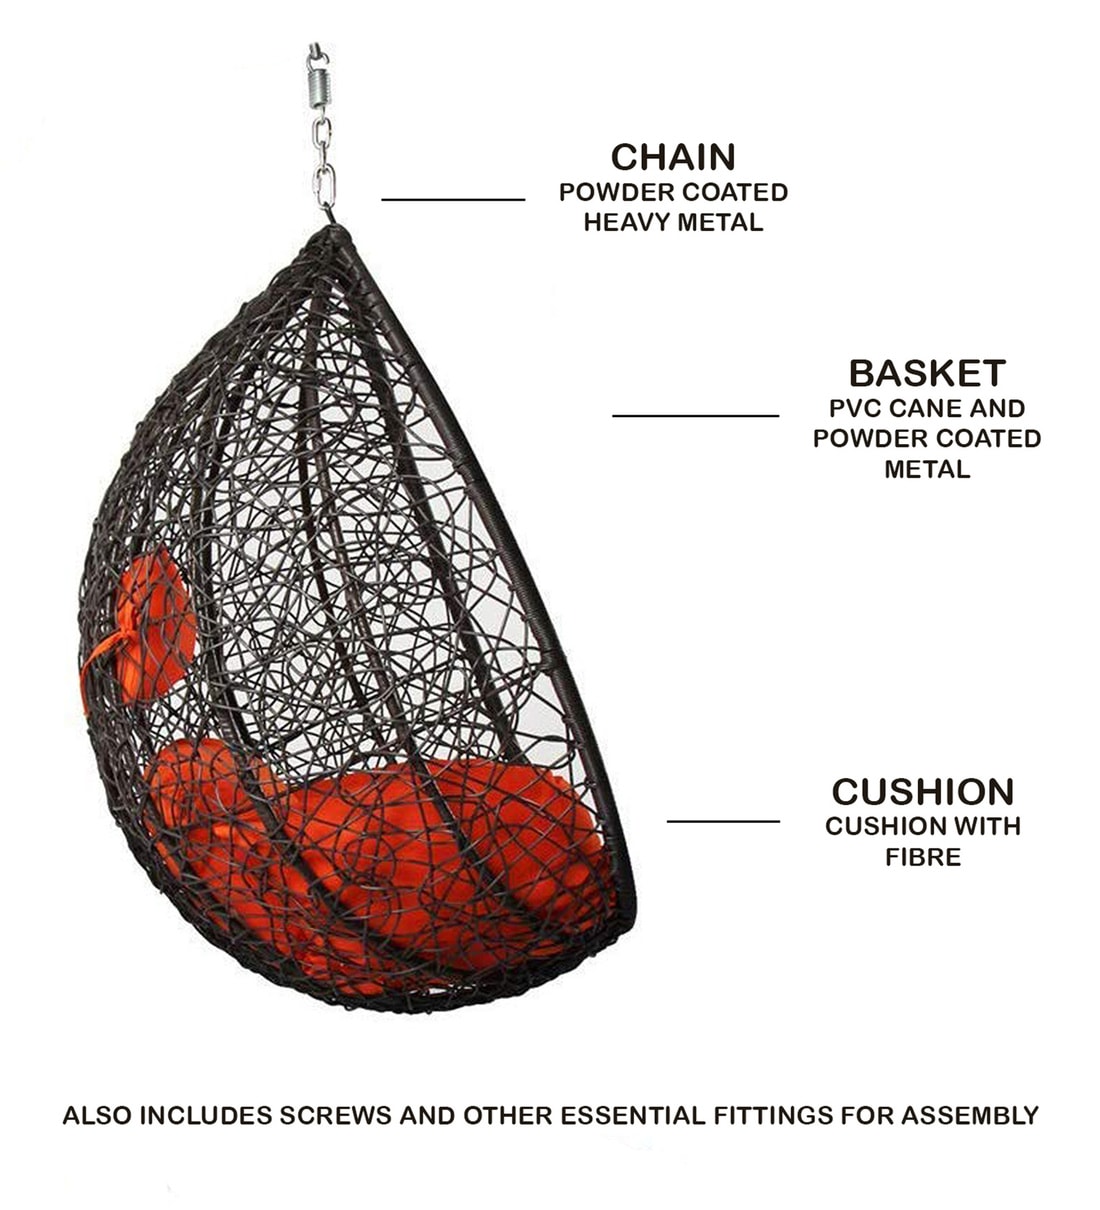 CHAIN
POWDER COATED
HEAVY METAL
BASKET
PVC CANE AND
POWDER COATED
METAL
CUSHION
CUSHION WITH
FIBRE
ALSO INCLUDES SCREWS AND OTHER ESSENTIAL FITTINGS FOR ASSEMBLY